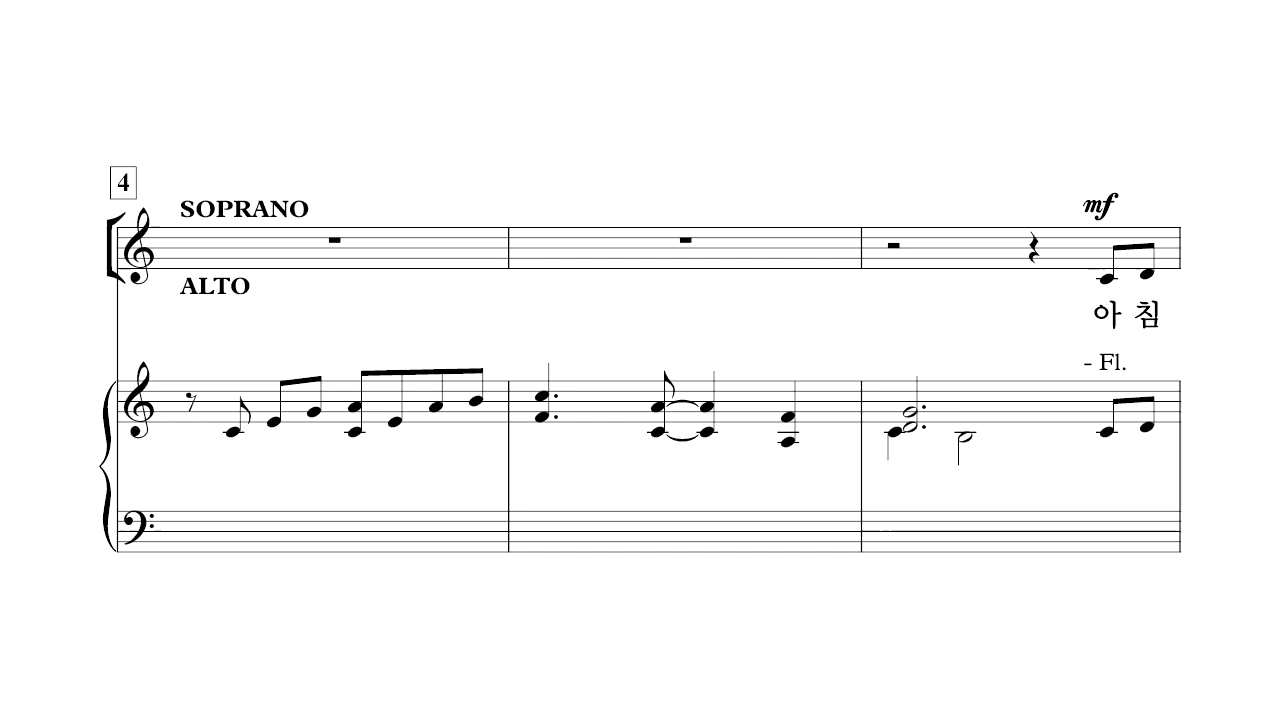 4
SOPRANO
mf
ALTO
아 침
- Fl.